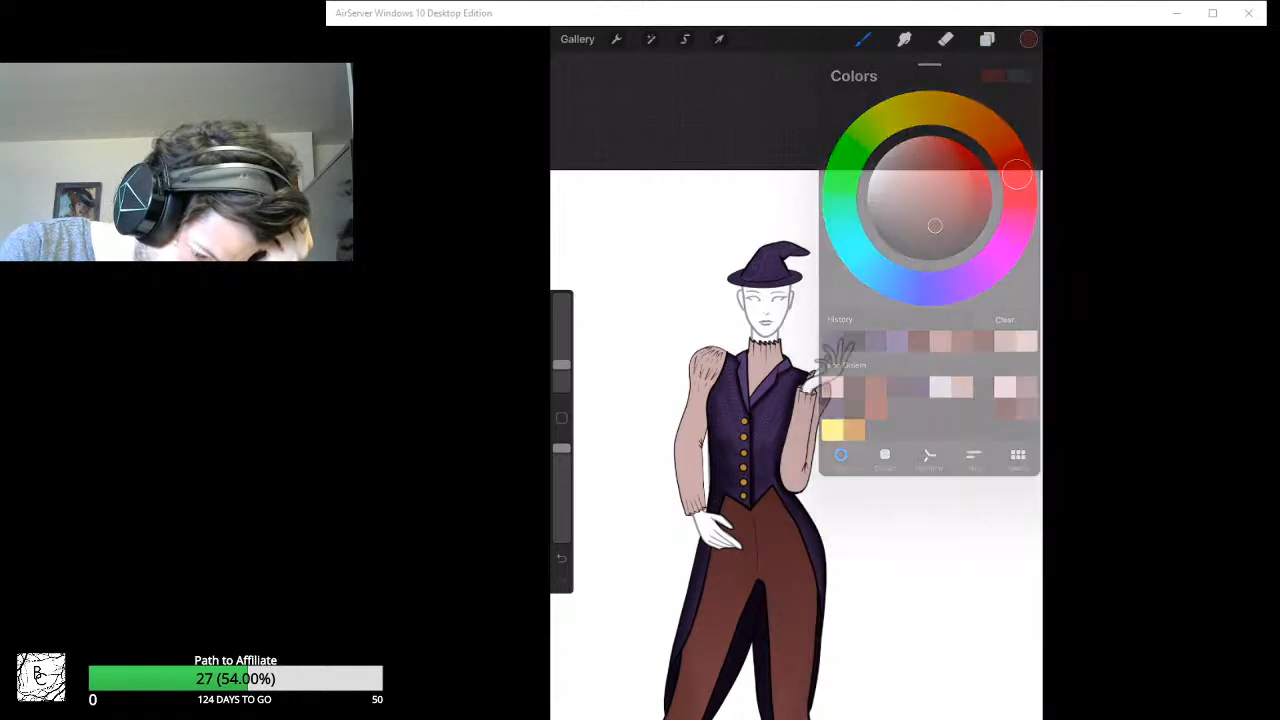 AirServer Windows 10 Desktop Edition
Gallery
Colors
History
Clear
Path to Affiliate
27 (54.00%)
0
124 DAYS TO GO
50